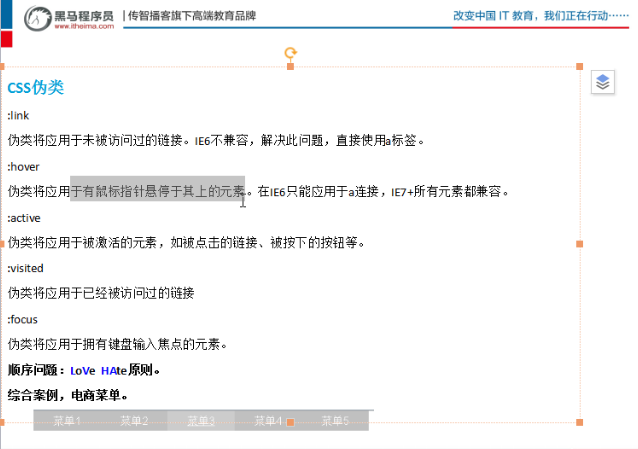 黑马程序员
www.itheima.com
传智播客旗下高端教育品牌
改变中国 IT 教育，我们正在行动……
CSS伪类
:link
伪类将应用于未被访问过的链接。IE6不兼容，解决此问题，直接使用a标签。
:hover
伪类将应用于有鼠标指针悬停于其上的元素。在IE6只能应用于a连接，IE7+所有元素都兼容。
:active
伪类将应用于被激活的元素，如被点击的链接、被按下的按钮等。
:visited
伪类将应用于已经被访问过的链接
:focus
伪类将应用于拥有键盘输入焦点的元素。
顺序问题：LoVe HAte原则。
综合案例，电商菜单。
菜单1 菜单2 菜单3 菜单4 菜单5